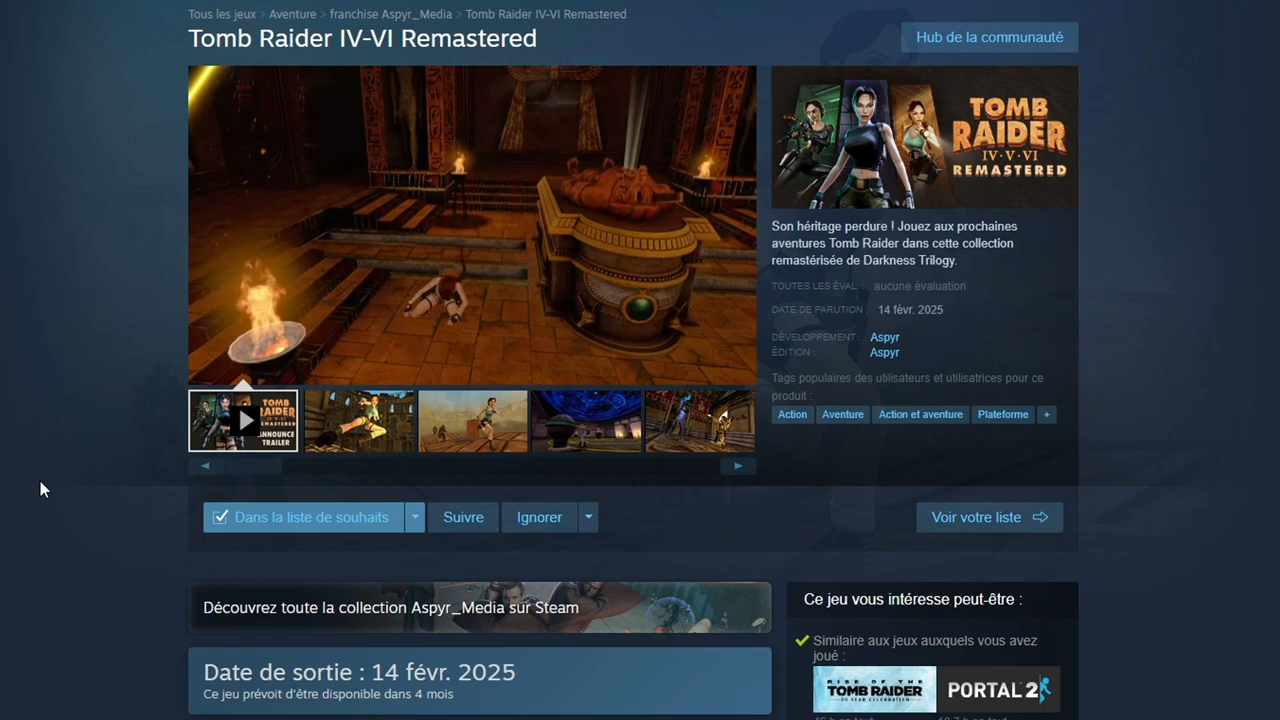 Tous les jeux > Aventure > franchise Aspyr_Media > Tomb Raider IV-VI Remastered
Tomb Raider IV-VI Remastered
Hub de la communauté
TOMB
RAIDER
IV·V·VI
REMASTERED
Son héritage perdure ! Jouez aux prochaines
aventures Tomb Raider dans cette collection
remastérisée de Darkness Trilogy.
TOUTES LES ÉVAL. : aucune évaluation
DATE DE PARUTION : 14 févr. 2025
DÉVELOPPEMENT : Aspyr
ÉDITION : Aspyr
Tags populaires des utilisateurs et utilisatrices pour ce
produit :
Action Aventure Action et aventure Plateforme +
TOMB
RAIDER
ANNOUNCE
TRAILER
Dans la liste de souhaits Suivre Ignorer Voir votre liste
Découvrez toute la collection Aspyr_Media sur Steam
Date de sortie : 14 févr. 2025
Ce jeu prévoit d'être disponible dans 4 mois
Ce jeu vous intéresse peut-être :
Similaire aux jeux auxquels vous avez
joué :
RISE OF THE
TOMB RAIDER
20 YEAR CELEBRATION
PORTAL 2